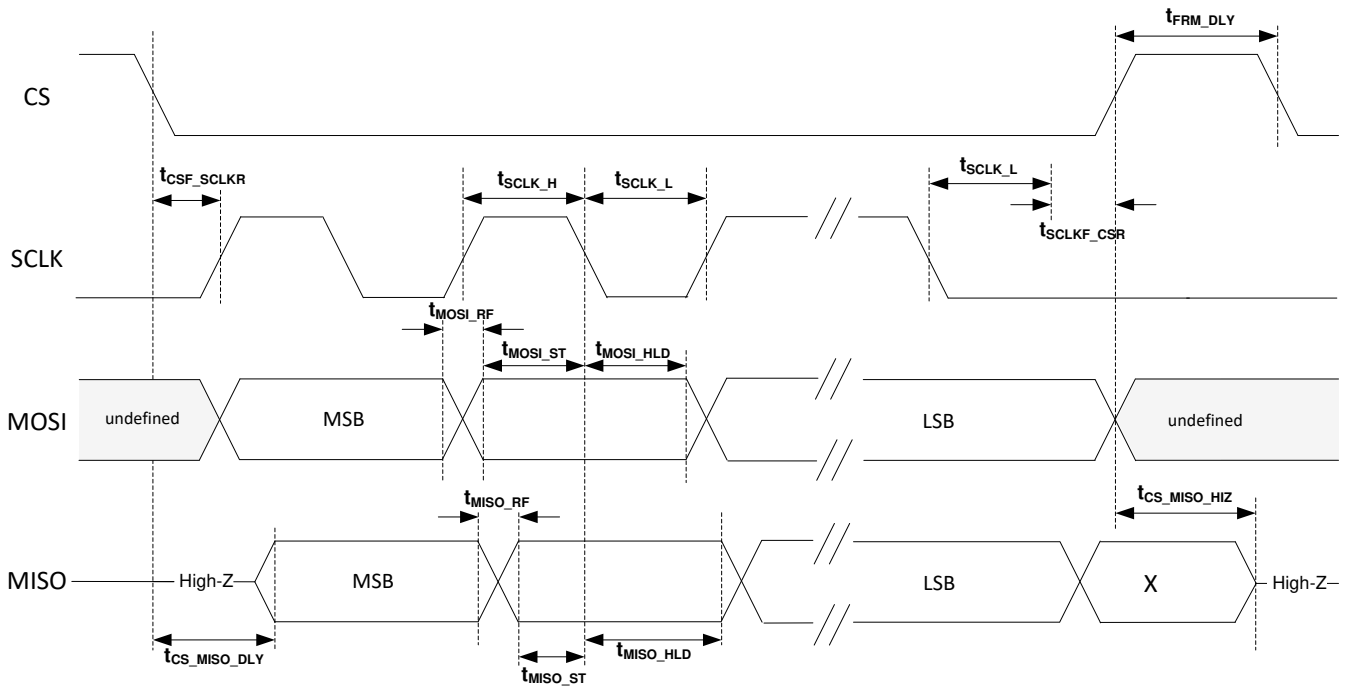 tFRM_DLY
CS
tCSF_SCLKR
tSCLK_H
tSCLK_L
tSCLK_L
tSCLKF_CSR
SCLK
tMOSI_RF
tMOSI_ST
tMOSI_HLD
MOSI
undefined
MSB
LSB
undefined
tMISO_RF
tCS_MISO_HIZ
MISO
High-Z
MSB
LSB
X
High-Z
tCS_MISO_DLY
tMISO_HLD
tMISO_ST